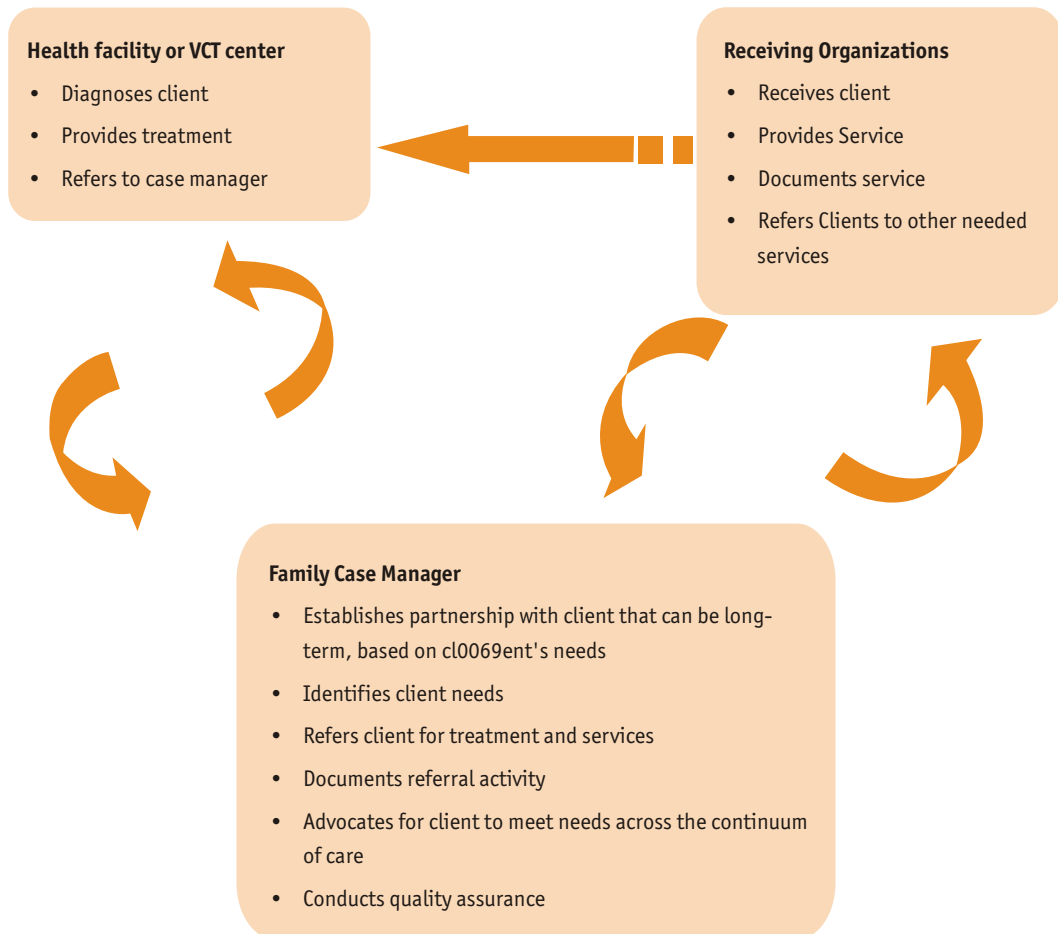 Health facility or VCT center
• Diagnoses client
• Provides treatment
• Refers to case manager
Receiving Organizations
• Receives client
• Provides Service
• Documents service
• Refers Clients to other needed
services
Family Case Manager
• Establishes partnership with client that can be long-
term, based on cl0069ent's needs
• Identifies client needs
• Refers client for treatment and services
• Documents referral activity
• Advocates for client to meet needs across the continuum
of care
• Conducts quality assurance